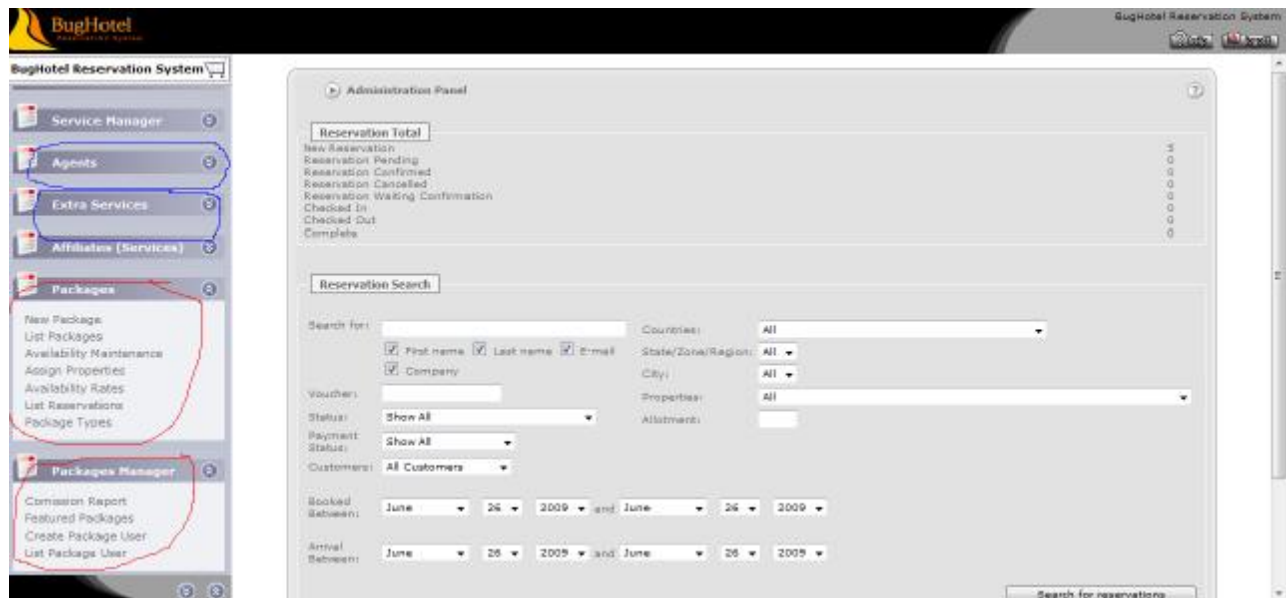 BugHotel
Reservation System
BugHotel Reservation System
BugHotel Reservation System
Service Manager
Agents
Extra Services
Affiliates (Services)
Packages
New Package
List Packages
Availability Maintenance
Assign Properties
Availability Rates
List Reservations
Package Types
Packages Manager
Comission Report
Featured Packages
Create Package User
List Package User
Administration Panel
?
Reservation Total
New Reservation 5
Reservation Pending 0
Reservation Confirmed 0
Reservation Cancelled 0
Reservation Waiting Confirmation 0
Checked In 0
Checked Out 0
Complete 0
Reservation Search
Search for: Countries: All
First name Last name E-mail State/Zone/Region: All
Company City: All
Voucher: Properties: All
Status: Show All Allotment:
Payment Status: Show All
Customers: All Customers
Booked Between: June 26 2009 and June 26 2009
Arrival Between: June 26 2009 and June 26 2009
Search for reservations